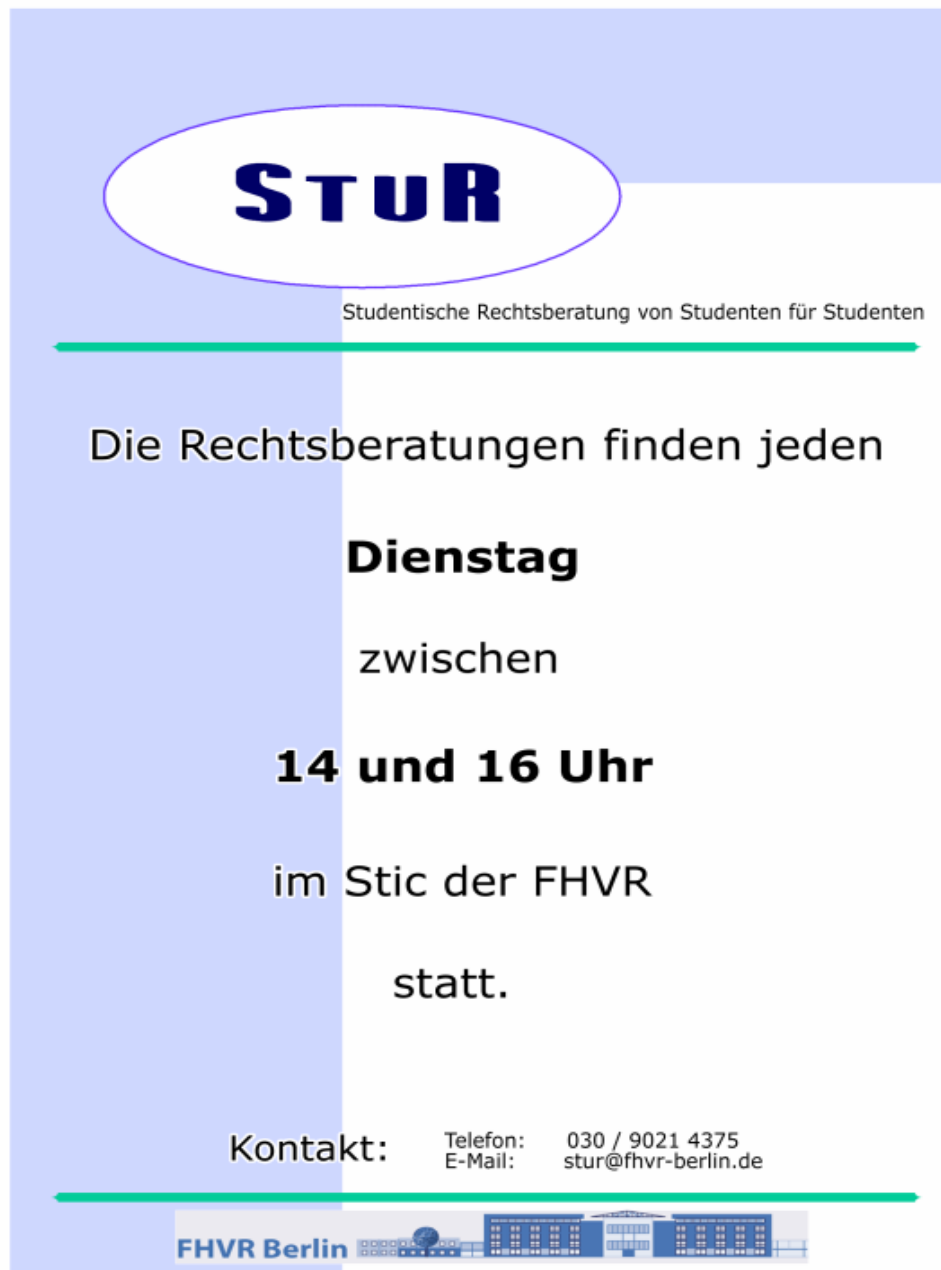 STUR
Studentische Rechtsberatung von Studenten für Studenten
Die Rechtsberatungen finden jeden
Dienstag
zwischen
14 und 16 Uhr
im Stic der FHVR
statt.
Kontakt: Telefon: 030 / 9021 4375
E-Mail: stur@fhvr-berlin.de
FHVR Berlin